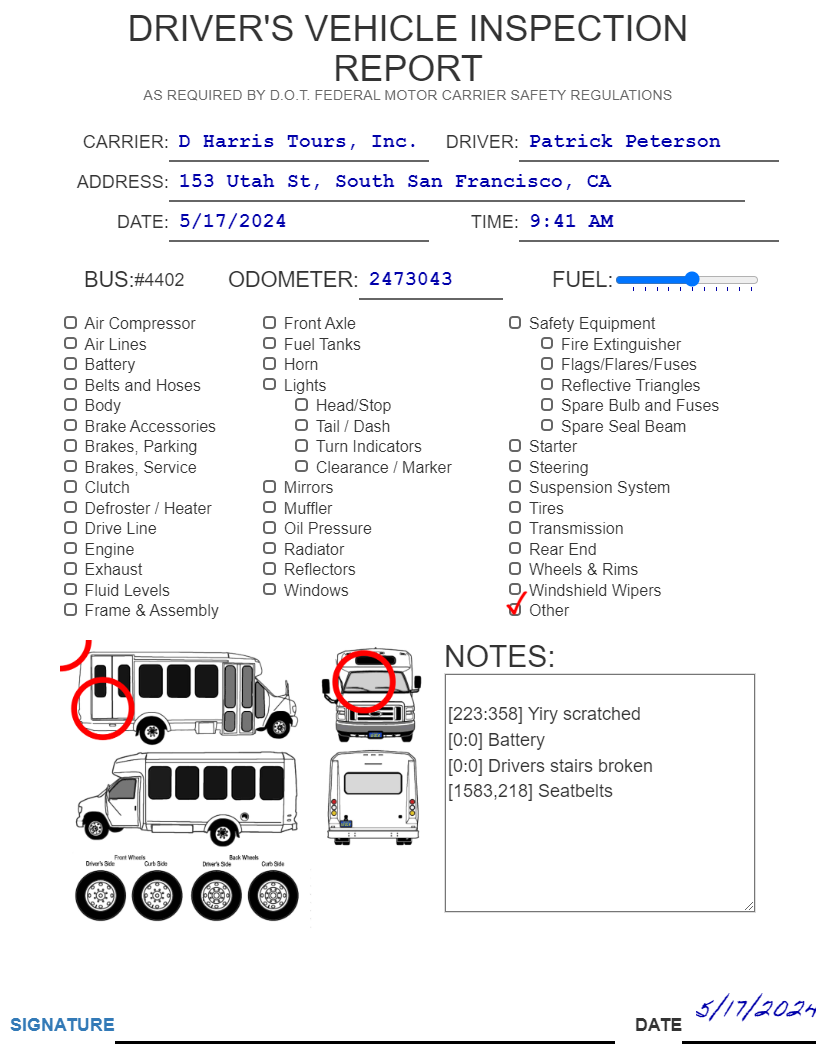 DRIVER'S VEHICLE INSPECTION
REPORT
AS REQUIRED BY D.O.T. FEDERAL MOTOR CARRIER SAFETY REGULATIONS
CARRIER: D Harris Tours, Inc. DRIVER: Patrick Peterson
ADDRESS: 153 Utah St, South San Francisco, CA
DATE: 5/17/2024 TIME: 9:41 AM
BUS:#4402 ODOMETER: 2473043 FUEL:
Air Compressor
Air Lines
Battery
Belts and Hoses
Body
Brake Accessories
Brakes, Parking
Brakes, Service
Clutch
Defroster / Heater
Drive Line
Engine
Exhaust
Fluid Levels
Frame & Assembly
Front Axle
Fuel Tanks
Horn
Lights
Head/Stop
Tail / Dash
Turn Indicators
Clearance / Marker
Mirrors
Muffler
Oil Pressure
Radiator
Reflectors
Windows
Safety Equipment
Fire Extinguisher
Flags/Flares/Fuses
Reflective Triangles
Spare Bulb and Fuses
Spare Seal Beam
Starter
Steering
Suspension System
Tires
Transmission
Rear End
Wheels & Rims
Windshield Wipers
Other
Front Wheels Back Wheels
Driver's Side Curb Side Driver's Side Curb Side
NOTES:
[223:358] Yiry scratched
[0:0] Battery
[0:0] Drivers stairs broken
[1583,218] Seatbelts
SIGNATURE DATE 5/17/2024